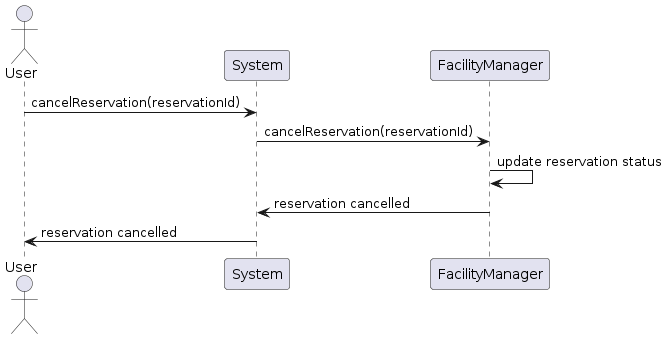 User
System
FacilityManager
cancelReservation(reservationId)
cancelReservation(reservationId)
update reservation status
reservation cancelled
reservation cancelled
User
System
FacilityManager